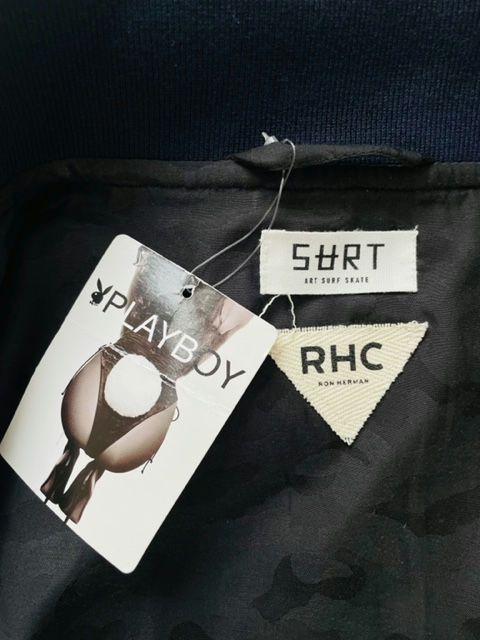 PLAYBOY
SURT
ART SURF SKATE
RHC
RON HERMAN